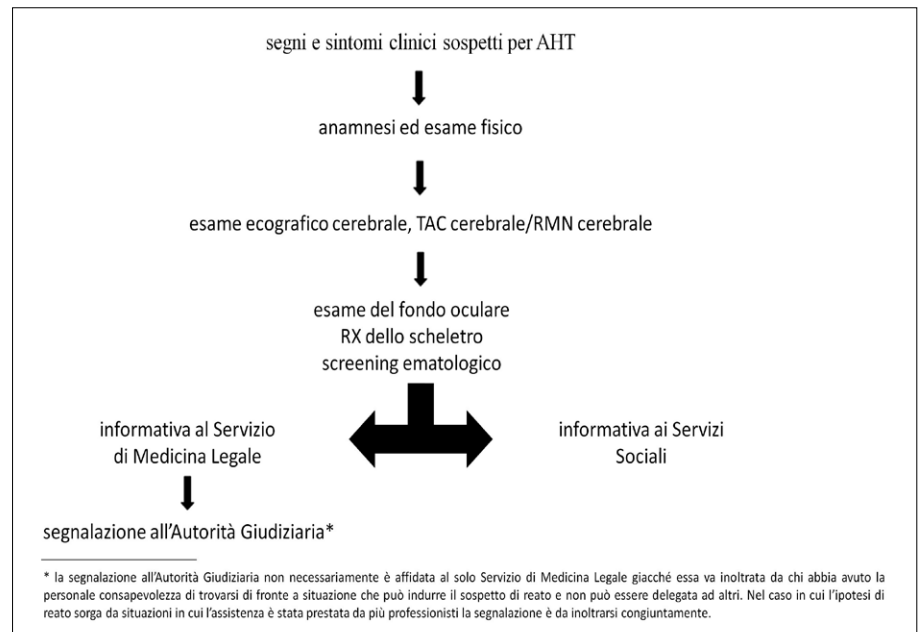 segni e sintomi clinici sospetti per AHT
anamnesi ed esame fisico
esame ecografico cerebrale, TAC cerebrale/RMN cerebrale
esame del fondo oculare
RX dello scheletro
screening ematologico
informativa al Servizio
di Medicina Legale
informativa ai Servizi
Sociali
segnalazione all'Autorità Giudiziaria*
* la segnalazione all'Autorità Giudiziaria non necessariamente è affidata al solo Servizio di Medicina Legale giacché essa va inoltrata da chi abbia avuto la
personale consapevolezza di trovarsi di fronte a situazione che può indurre il sospetto di reato e non può essere delegata ad altri. Nel caso in cui l'ipotesi di
reato sorga da situazioni in cui l'assistenza è stata prestata da più professionisti la segnalazione è da inoltrarsi congiuntamente.